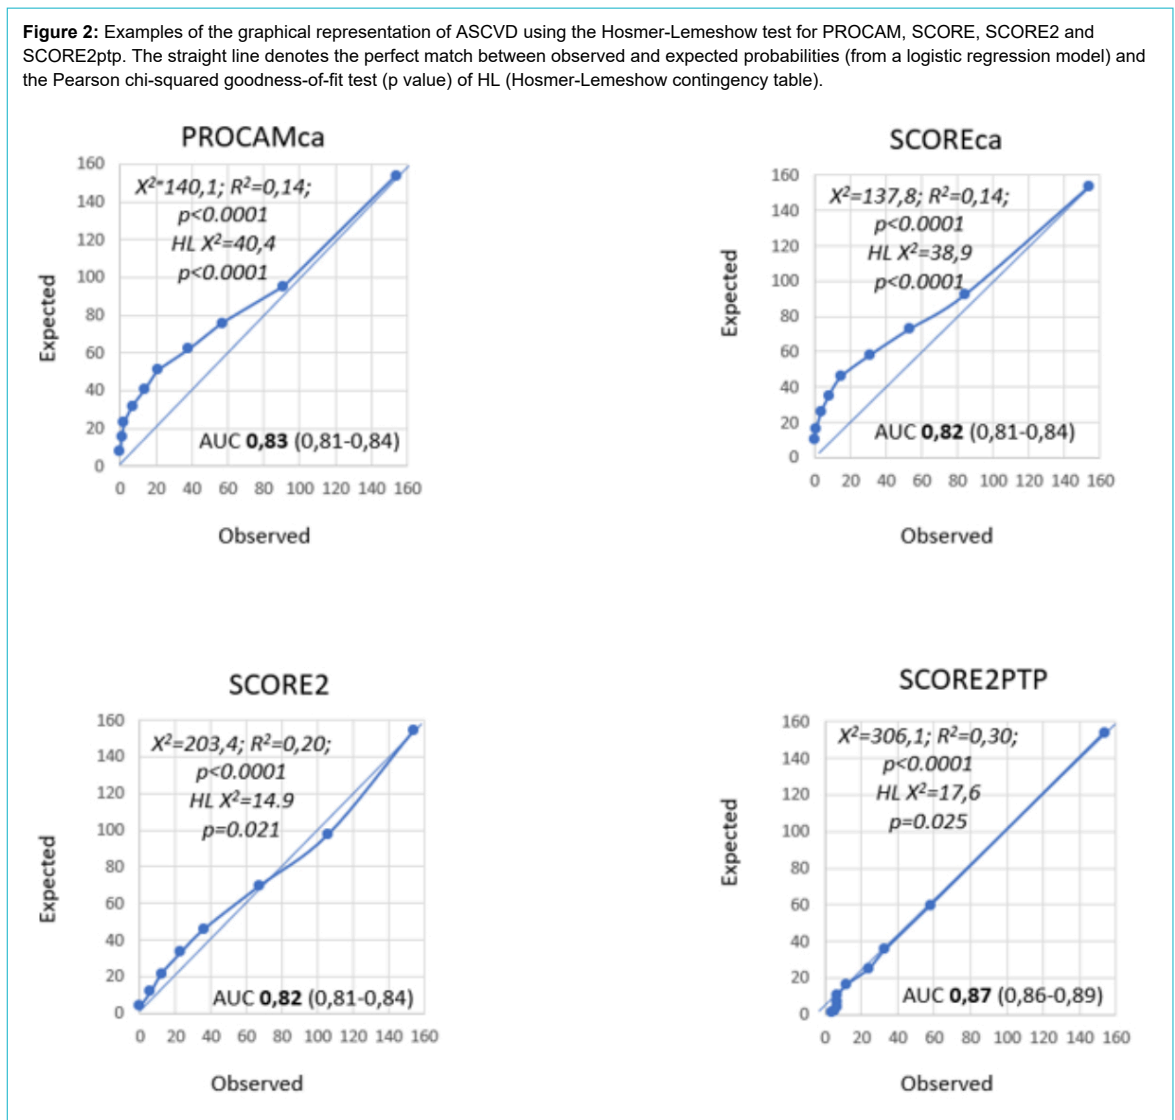 Figure 2: Examples of the graphical representation of ASCVD using the Hosmer-Lemeshow test for PROCAM, SCORE, SCORE2 and
SCORE2ptp. The straight line denotes the perfect match between observed and expected probabilities (from a logistic regression model) and
the Pearson chi-squared goodness-of-fit test (p value) of HL (Hosmer-Lemeshow contingency table).
PROCAMca
160
140
120
100
80
60
40
20
0
Expected
X²=140,1; R²=0,14;
p<0.0001
HL X²=40,4
p<0.0001
AUC 0,83 (0,81-0,84)
0 20 40 60 80 100 120 140 160
Observed
SCOREca
160
140
120
100
80
60
40
20
0
Expected
X²=137,8; R²=0,14;
p<0.0001
HL X²=38,9
p<0.0001
AUC 0,82 (0,81-0,84)
0 20 40 60 80 100 120 140 160
Observed
SCORE2
160
140
120
100
80
60
40
20
0
Expected
X²=203,4; R²=0,20;
p<0.0001
HL X²=14.9
p=0.021
AUC 0,82 (0,81-0,84)
0 20 40 60 80 100 120 140 160
Observed
SCORE2PTP
160
140
120
100
80
60
40
20
0
Expected
X²=306,1; R²=0,30;
p<0.0001
HL X²=17,6
p=0.025
AUC 0,87 (0,86-0,89)
0 20 40 60 80 100 120 140 160
Observed